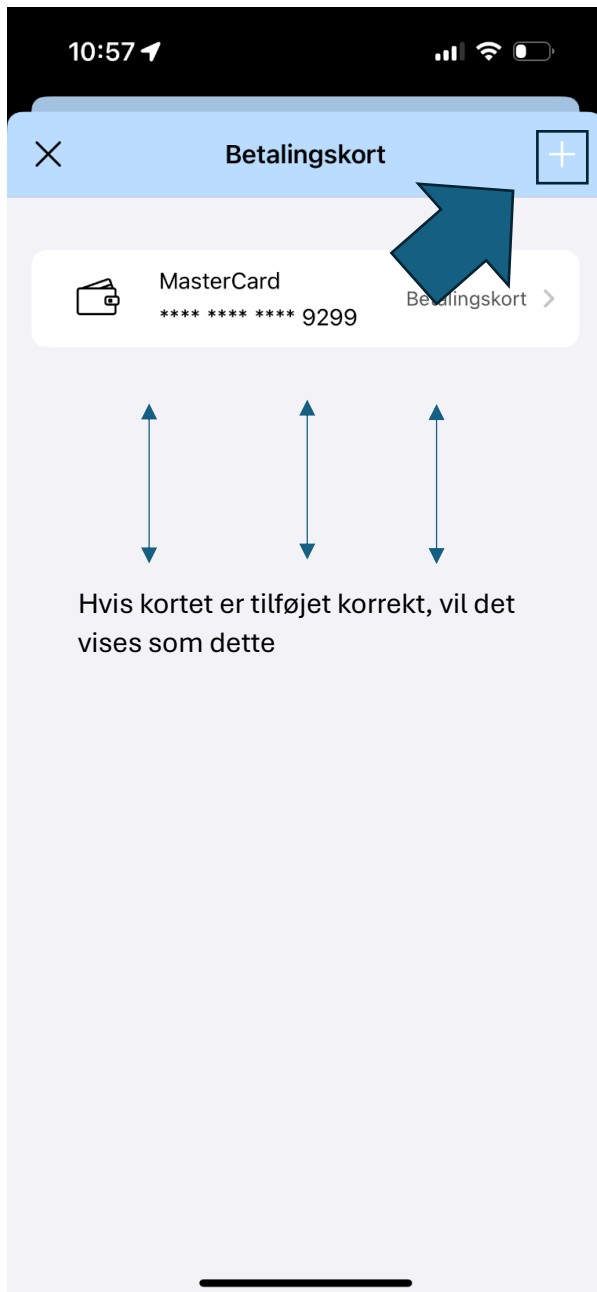 10:57
Betalingskort
MasterCard
**** **** **** 9299
Betalingskort
Hvis kortet er tilføjet korrekt, vil det
vises som dette